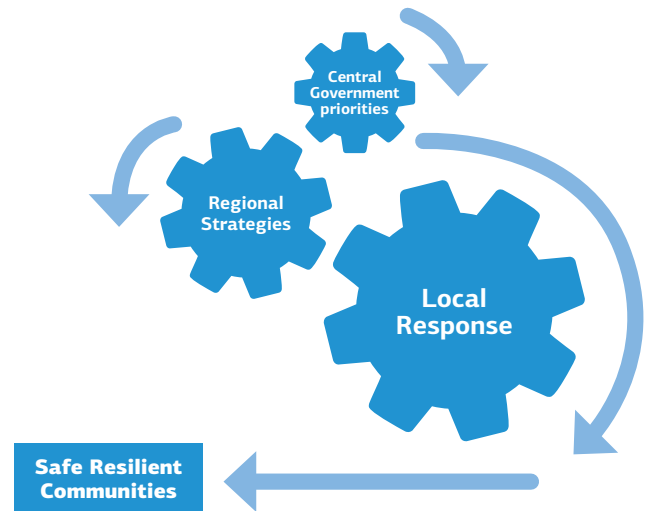 Central
Government
priorities
Regional
Strategies
Local
Response
Safe Resilient
Communities